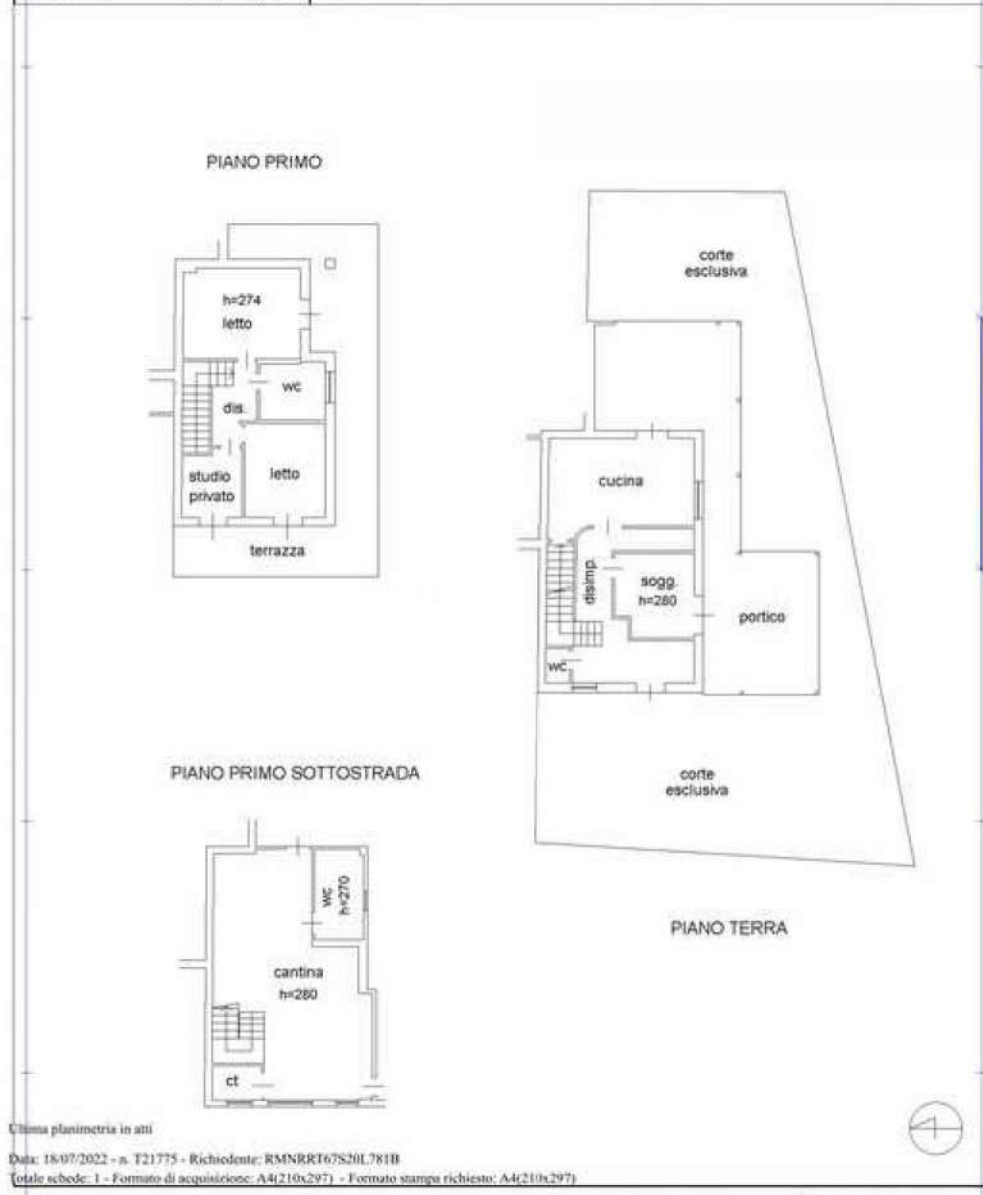 PIANO PRIMO
h=274
letto
wc
dis.
studio
privato
letto
terrazza
corte
esclusiva
cucina
disimp.
sogg.
h=280
portico
wc
corte
esclusiva
PIANO TERRA
PIANO PRIMO SOTTOSTRADA
wc
h=270
cantina
h=280
ct
Ultima planimetria in atti
Data: 18/07/2022 - n. T21775 - Richiedente: RMNRRT67S20L781B
Totale schede: 1 - Formato di acquisizione: A4(210x297) - Formato stampa richiesto: A4(210x297)